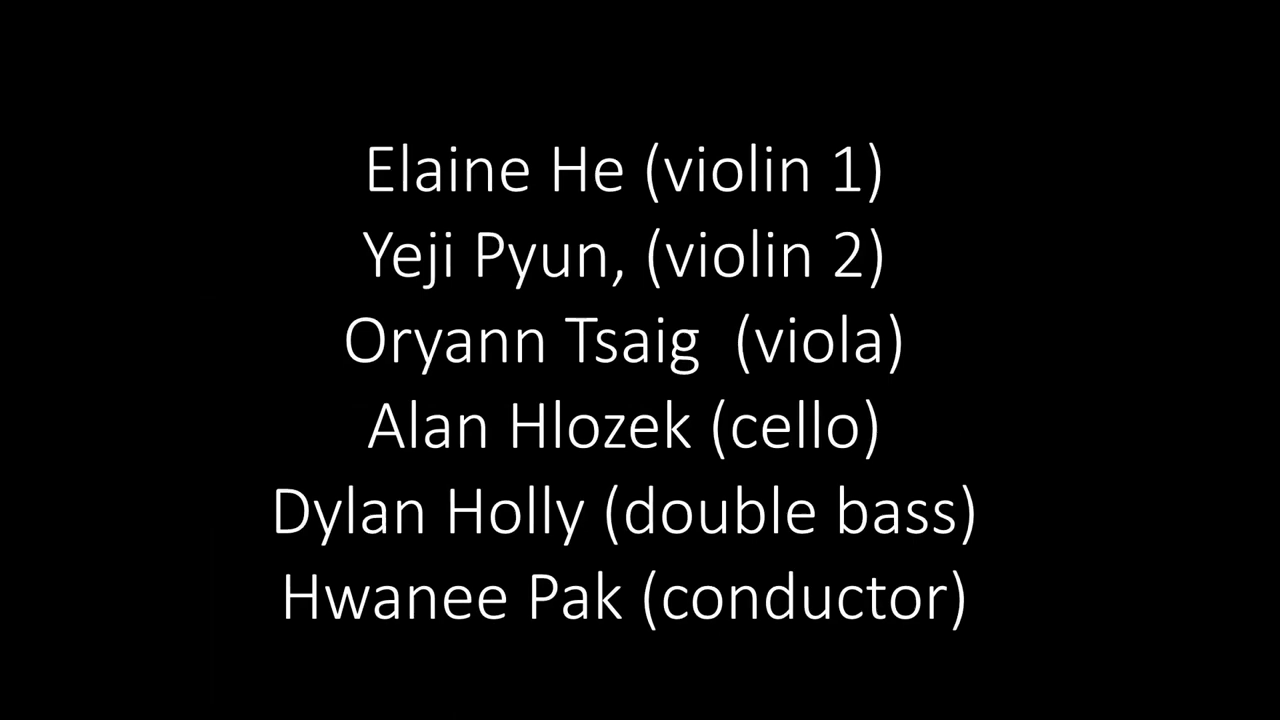 Elaine He (violin 1)
Yeji Pyun, (violin 2)
Oryann Tsaig  (viola)
Alan Hlozek (cello)
Dylan Holly (double bass)
Hwanee Pak (conductor)